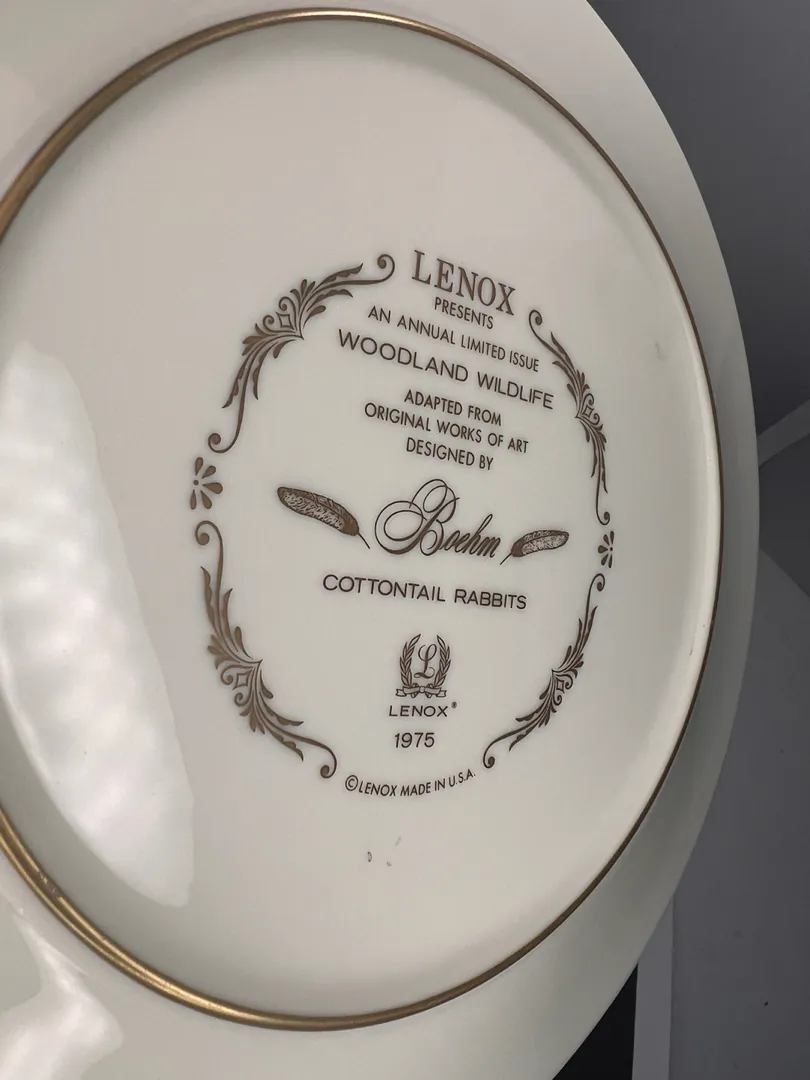 LENOX
PRESENTS
AN ANNUAL LIMITED ISSUE
WOODLAND WILDLIFE
ADAPTED FROM
ORIGINAL WORKS OF ART
DESIGNED BY
Boehm
COTTONTAIL RABBITS
L
LENOX®
1975
©LENOX MADE IN U.S.A.